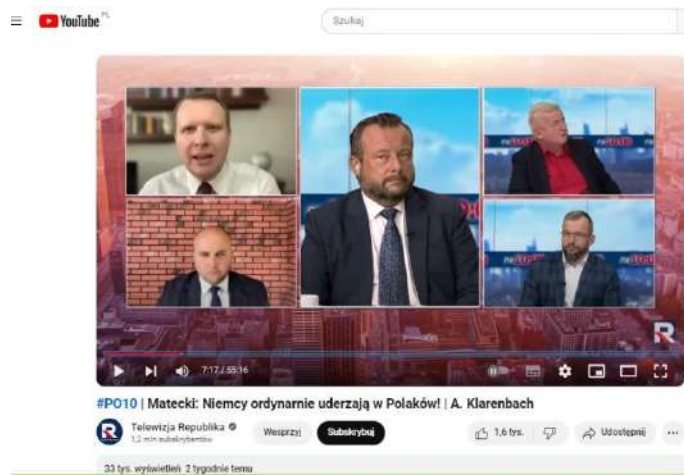 YouTube PL
Szukaj
R
7:17 / 55:16
#PO10 | Matecki: Niemcy ordynarnie uderzają w Polaków! | A. Klarenbach
R
Telewizja Republika
1,2 mln subskrybentów
Wesprzyj
Subskrybuj
1,6 tys.
Udostępnij
33 tys. wyświetleń 2 tygodnie temu